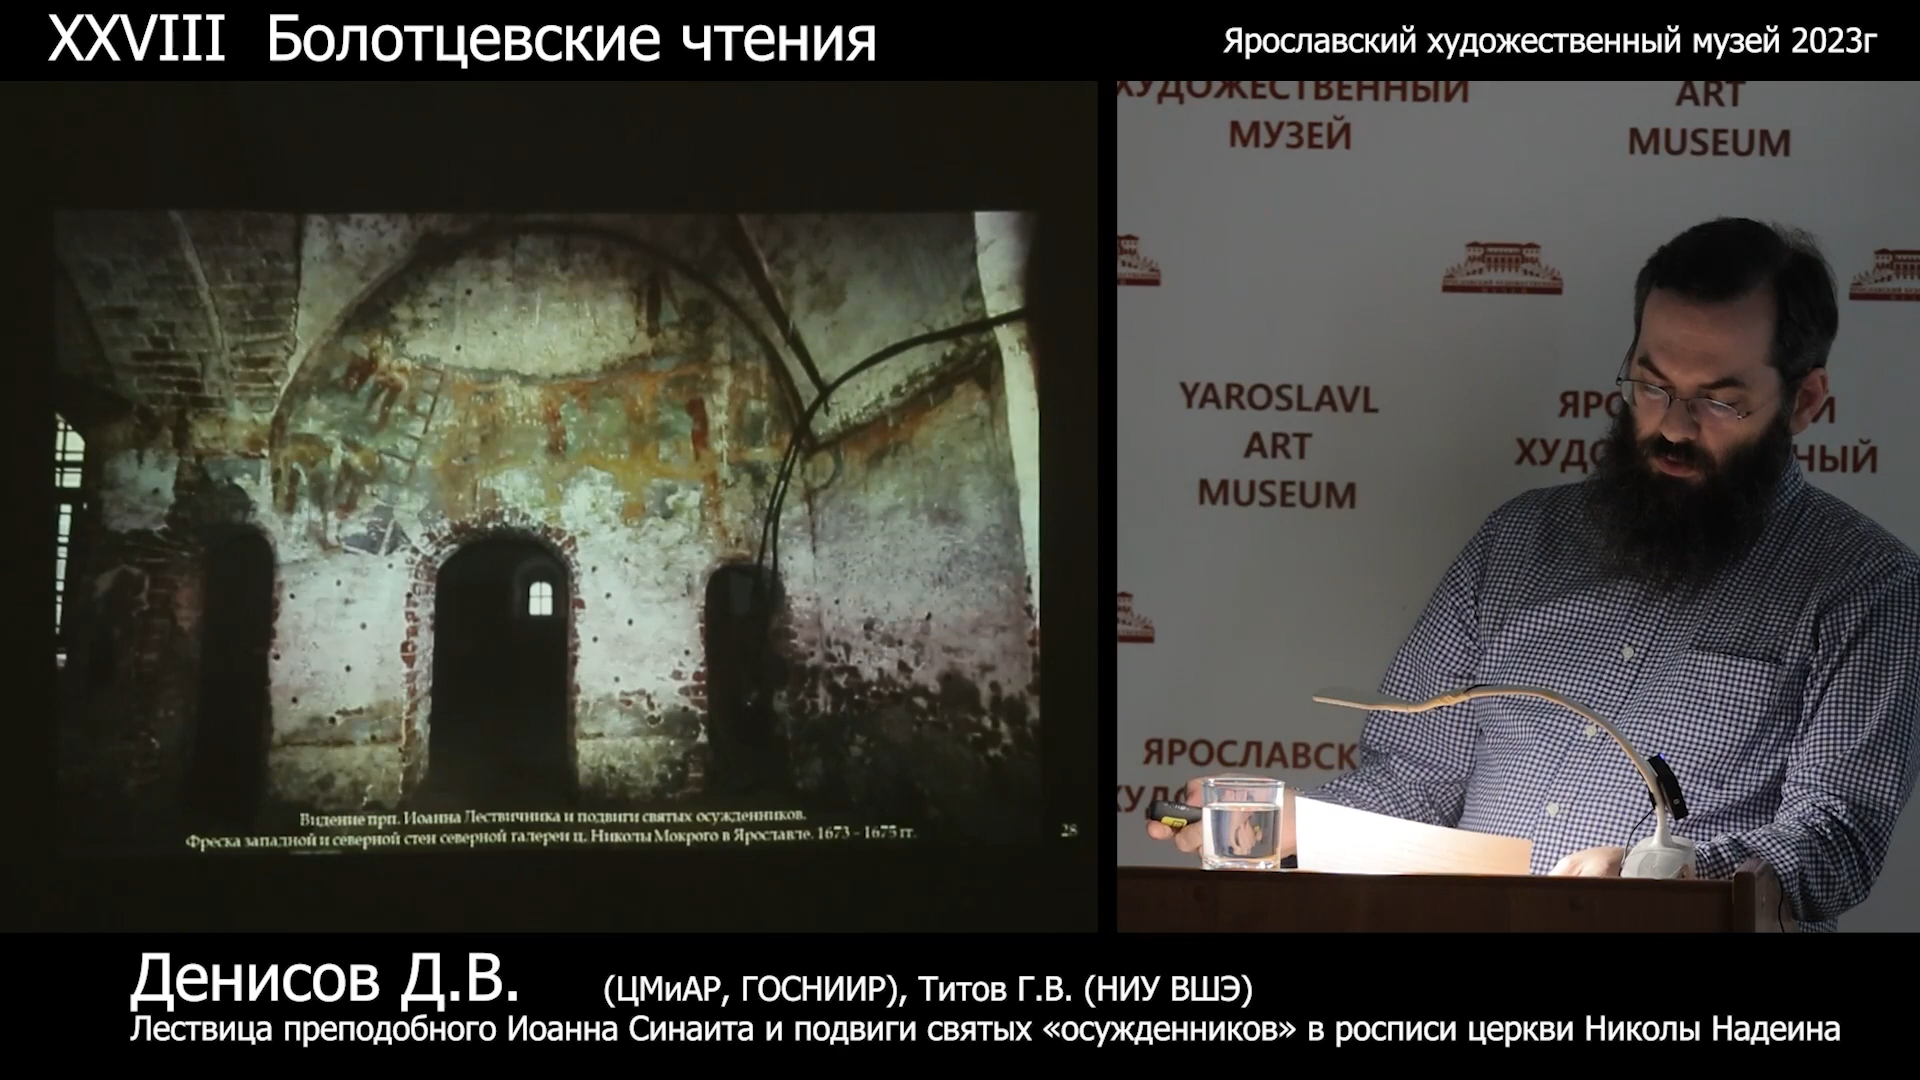 XXVIII Болотцевские чтения
Ярославский художественный музей 2023г
ХУДОЖЕСТВЕННЫЙ
МУЗЕЙ
ART
MUSEUM
YAROSLAVL
ART
MUSEUM
ЯРОСЛАВСК
Видение прп. Иоанна Лествичника и подвиги святых осужденников.
Фреска западной и северной стен северной галереи ц. Николы Мокрого в Ярославле. 1673 - 1675 гг.
28
Денисов Д.В. (ЦМиАР, ГОСНИИР), Титов Г.В. (НИУ ВШЭ)
Лествица преподобного Иоанна Синаита и подвиги святых «осужденников» в росписи церкви Николы Надеина